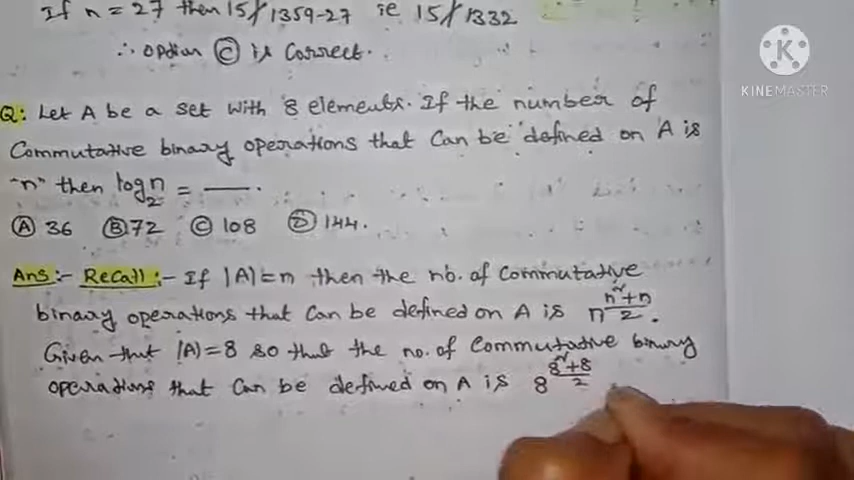 If n = 27 then 15∤1359-27 ie 15∤1332
∴ option Ⓒ is Correct.
KINEMASTER
Q: Let A be a set with 8 elements. If the number of
Commutative binary operations that Can be defined on A is
"n" then log₂n = ―――.
Ⓐ 36 Ⓑ 72 Ⓒ 108 Ⓓ 144.
Ans:- Recall:- If |A|=n then the no. of Commutative
binary operations that Can be defined on A is n^((n²+n)/2).
Given that |A|=8 so that the no. of Commutative binary
operations that Can be defined on A is 8^((8²+8)/2)